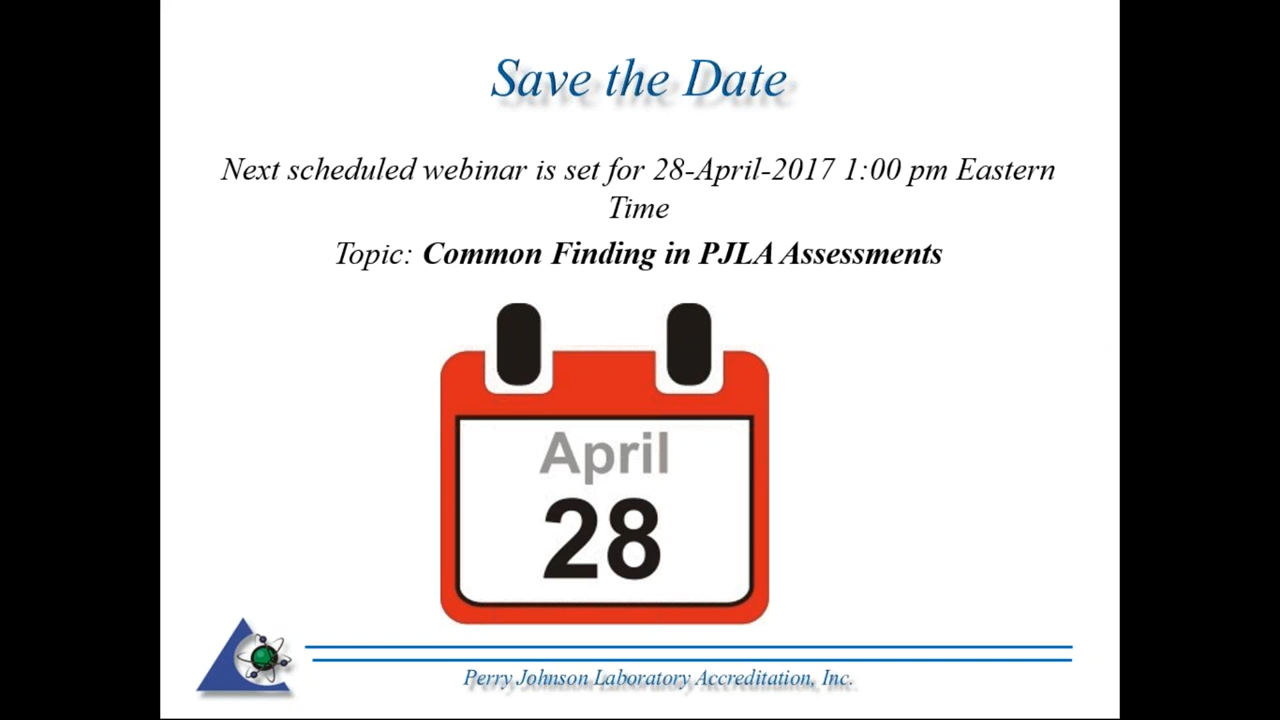 Save the Date
Next scheduled webinar is set for 28-April-2017 1:00 pm Eastern
Time
Topic: Common Finding in PJLA Assessments
April
28
Perry Johnson Laboratory Accreditation, Inc.